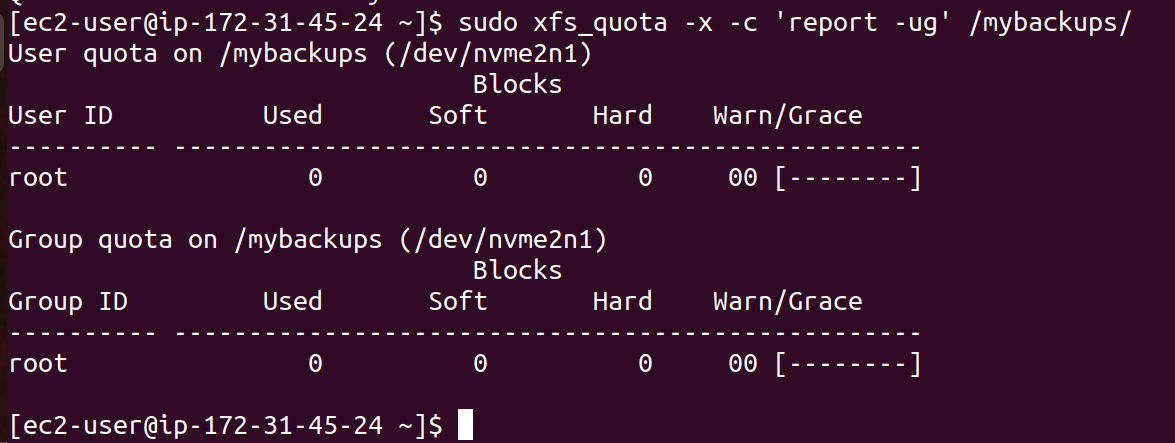 [ec2-user@ip-172-31-45-24 ~]$ sudo xfs_quota -x -c 'report -ug' /mybackups/
User quota on /mybackups (/dev/nvme2n1)
                               Blocks
User ID          Used       Soft       Hard    Warn/Grace
---------- --------------------------------------------------
root                0          0          0     00 [--------]

Group quota on /mybackups (/dev/nvme2n1)
                               Blocks
Group ID         Used       Soft       Hard    Warn/Grace
---------- --------------------------------------------------
root                0          0          0     00 [--------]

[ec2-user@ip-172-31-45-24 ~]$